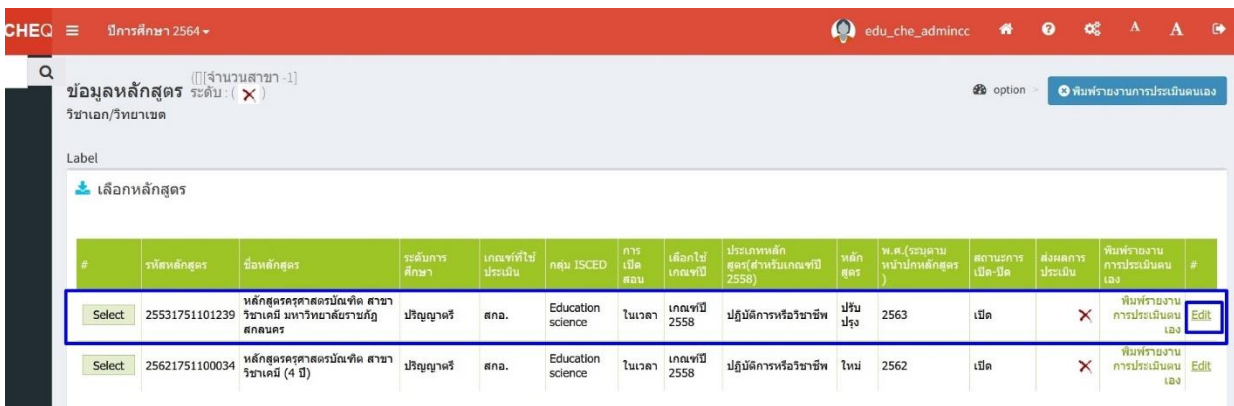 CHEQ ปีการศึกษา 2564 edu_che_admincc A A
ข้อมูลหลักสูตร ([][จำนวนสาขา -1] ระดับ : ( )
option > พิมพ์รายงานการประเมินตนเอง
วิชาเอก/วิทยาเขต
Label
เลือกหลักสูตร
# รหัสหลักสูตร ชื่อหลักสูตร ระดับการศึกษา เกณฑ์ที่ใช้ประเมิน กลุ่ม ISCED การเปิดสอน เลือกใช้เกณฑ์ปี ประเภทหลักสูตร(สำหรับเกณฑ์ปี 2558) หลักสูตร พ.ศ.(ระบุตามหน้าปกหลักสูตร) สถานะการเปิด-ปิด ส่งผลการประเมิน พิมพ์รายงานการประเมินตนเอง #
Select 25531751101239 หลักสูตรครุศาสตรบัณฑิต สาขาวิชาเคมี มหาวิทาลัยราชภัฏสกลนคร ปริญญาตรี สกอ. Education science ในเวลา เกณฑ์ปี 2558 ปฏิบัติการหรือวิชาชีพ ปรับปรุง 2563 เปิด พิมพ์รายงานการประเมินตนเอง Edit
Select 25621751100034 หลักสูตรครุศาสตรบัณฑิต สาขาวิชาเคมี (4 ปี) ปริญญาตรี สกอ. Education science ในเวลา เกณฑ์ปี 2558 ปฏิบัติการหรือวิชาชีพ ใหม่ 2562 เปิด พิมพ์รายงานการประเมินตนเอง Edit